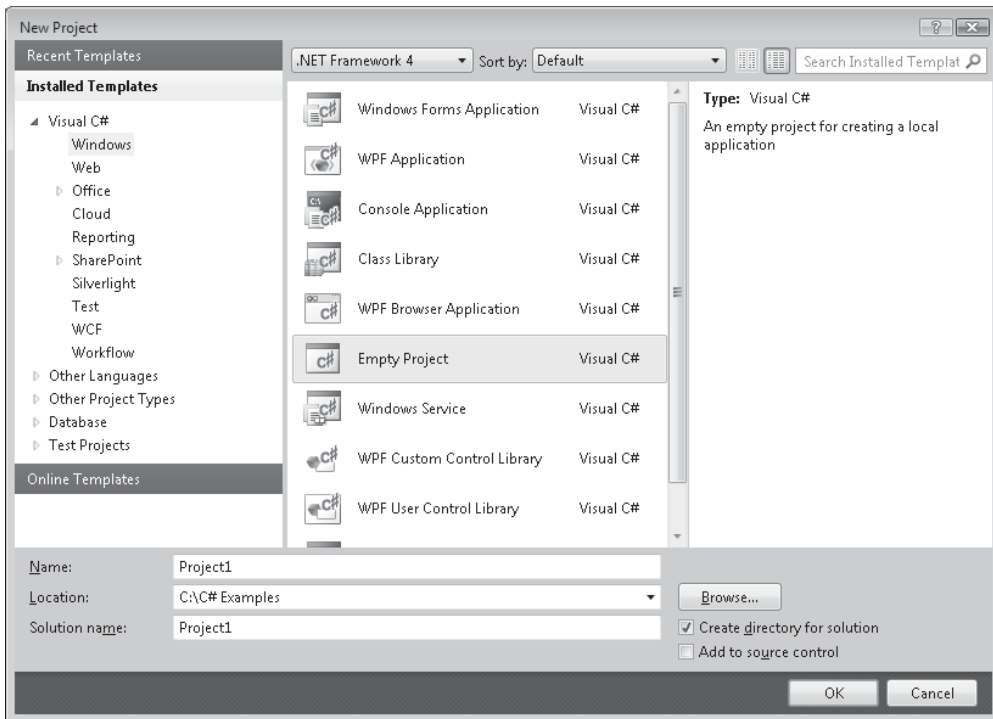 New Project
Recent Templates
Installed Templates
Visual C#
Windows
Web
Office
Cloud
Reporting
SharePoint
Silverlight
Test
WCF
Workflow
Other Languages
Other Project Types
Database
Test Projects
Online Templates
.NET Framework 4 Sort by: Default
Search Installed Templat
Windows Forms Application Visual C#
WPF Application Visual C#
Console Application Visual C#
Class Library Visual C#
WPF Browser Application Visual C#
Empty Project Visual C#
Windows Service Visual C#
WPF Custom Control Library Visual C#
WPF User Control Library Visual C#
Type: Visual C#
An empty project for creating a local
application
Name: Project1
Location: C:\C# Examples
Browse...
Solution name: Project1
Create directory for solution
Add to source control
OK Cancel